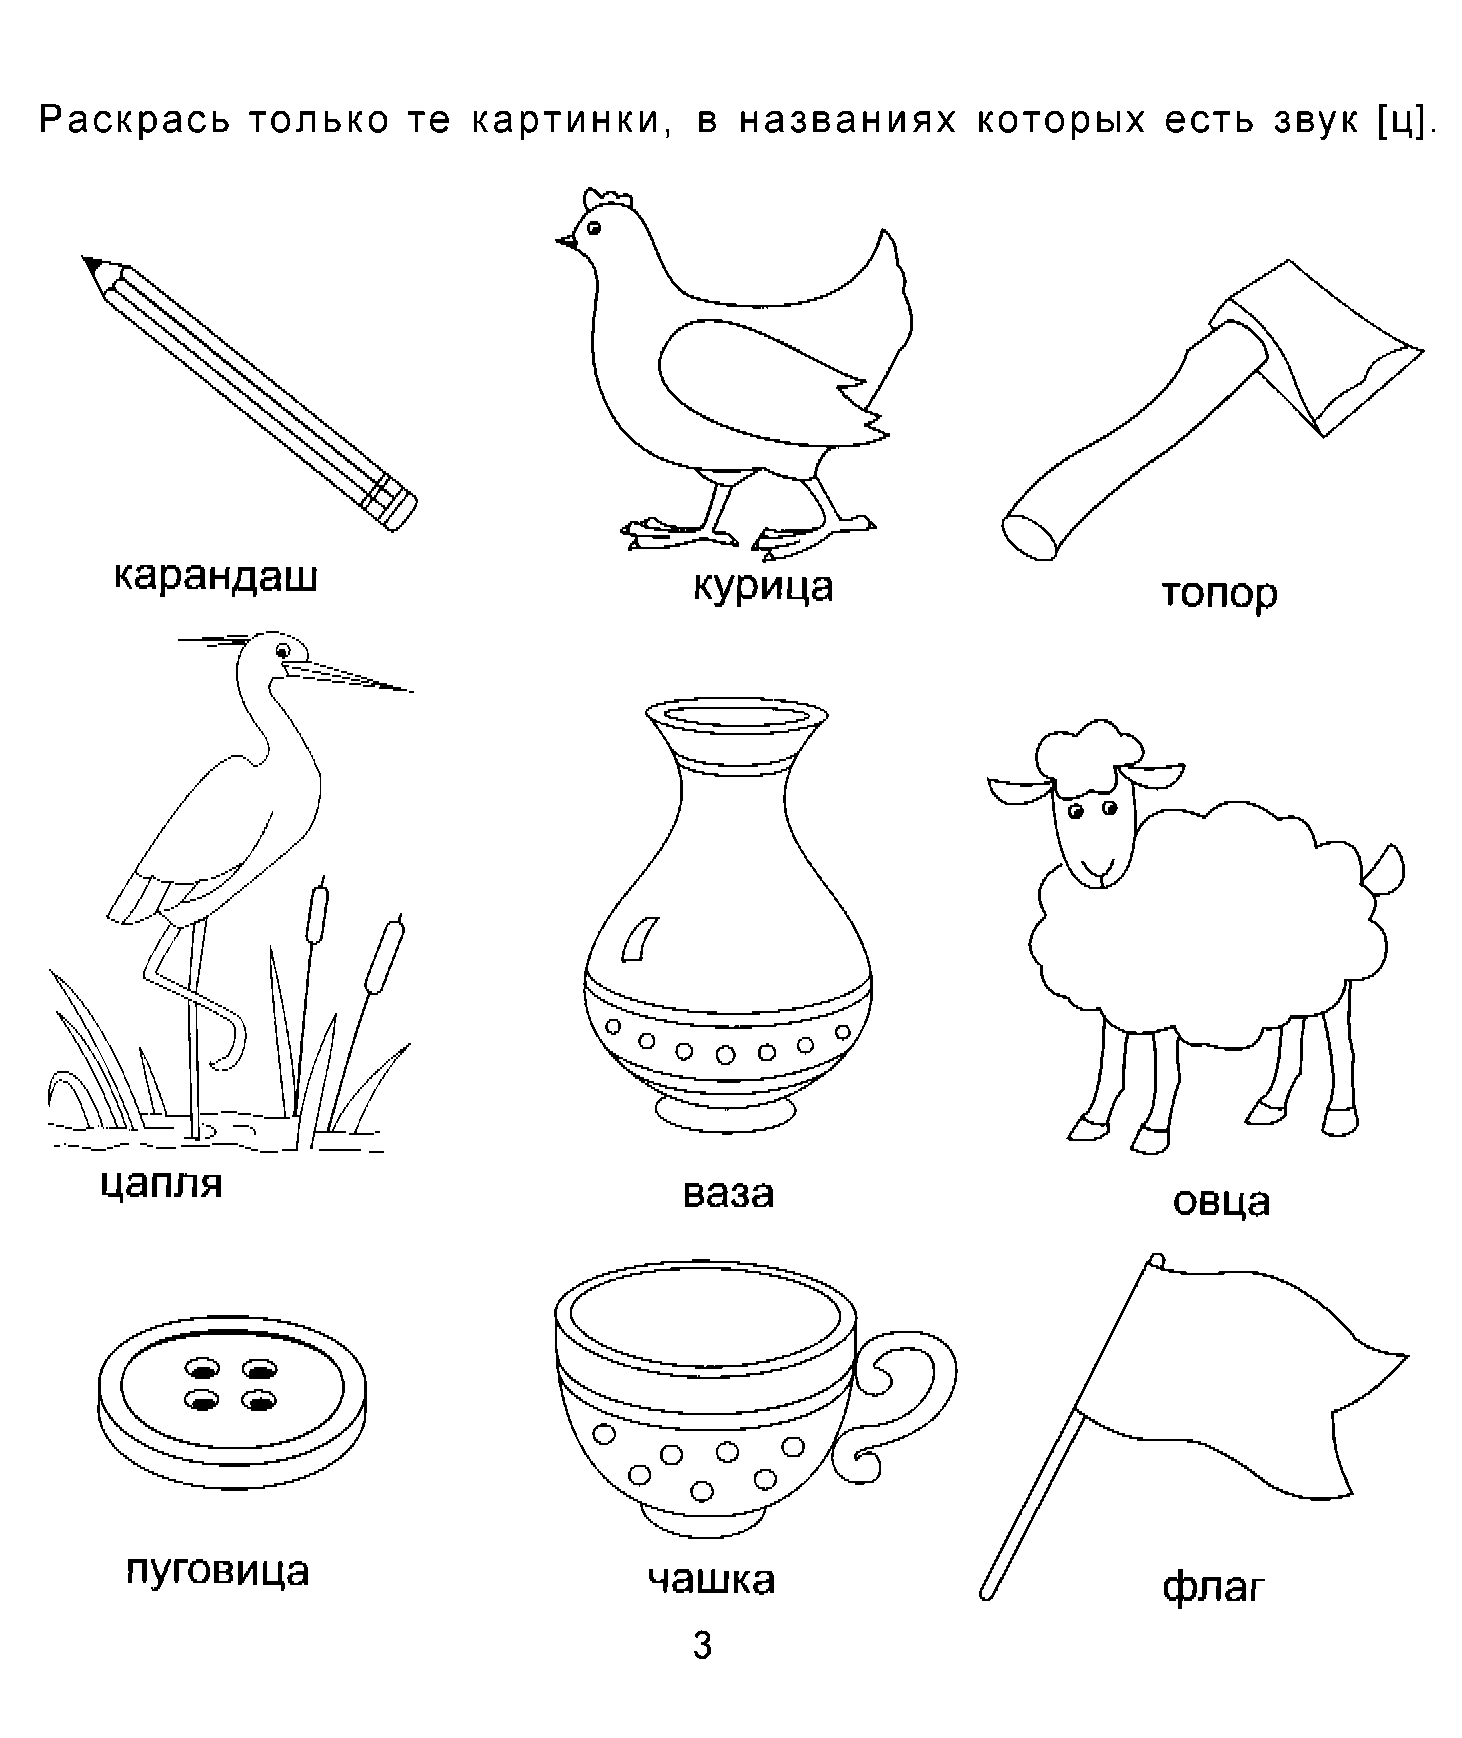 Раскрась только те картинки, в названиях которых есть звук [ц].
карандаш
курица
топор
цапля
ваза
овца
пуговица
чашка
флаг
3